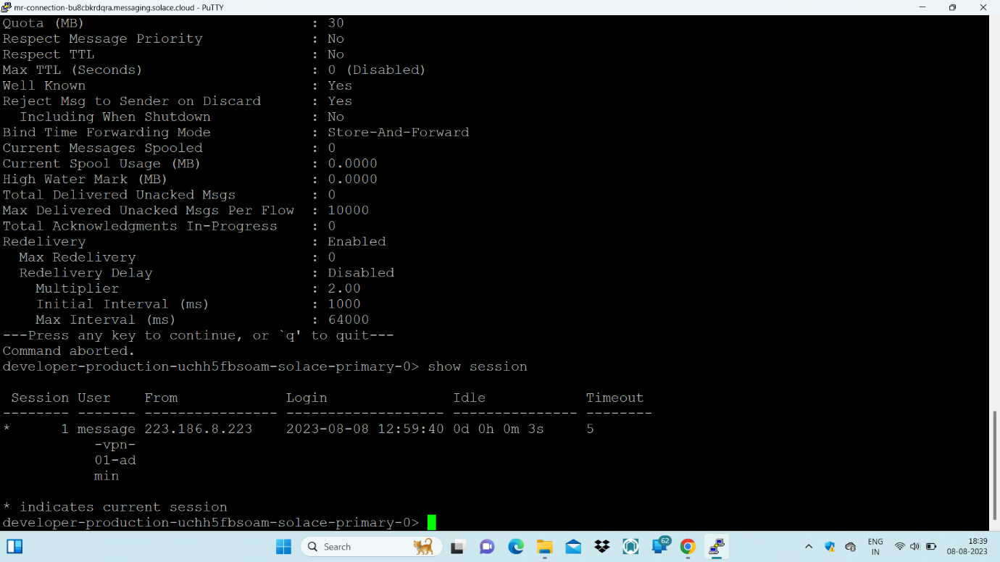 mr-connection-bu8cbkrdqra.messaging.solace.cloud - PuTTY
Quota (MB) : 30
Respect Message Priority : No
Respect TTL : No
Max TTL (Seconds) : 0 (Disabled)
Well Known : Yes
Reject Msg to Sender on Discard : Yes
  Including When Shutdown : No
Bind Time Forwarding Mode : Store-And-Forward
Current Messages Spooled : 0
Current Spool Usage (MB) : 0.0000
High Water Mark (MB) : 0.0000
Total Delivered Unacked Msgs : 0
Max Delivered Unacked Msgs Per Flow : 10000
Total Acknowledgments In-Progress : 0
Redelivery : Enabled
  Max Redelivery : 0
  Redelivery Delay : Disabled
    Multiplier : 2.00
    Initial Interval (ms) : 1000
    Max Interval (ms) : 64000
---Press any key to continue, or `q' to quit---
Command aborted.
developer-production-uchh5fbsoam-solace-primary-0> show session
Session User From Login Idle Timeout
-------- ------- ---------------- ------------------- --------------- --------
* 1 message 223.186.8.223 2023-08-08 12:59:40 0d 0h 0m 3s 5
-vpn-
01-ad
min
* indicates current session
developer-production-uchh5fbsoam-solace-primary-0>
Search
62
ENG
IN
18:39
08-08-2023